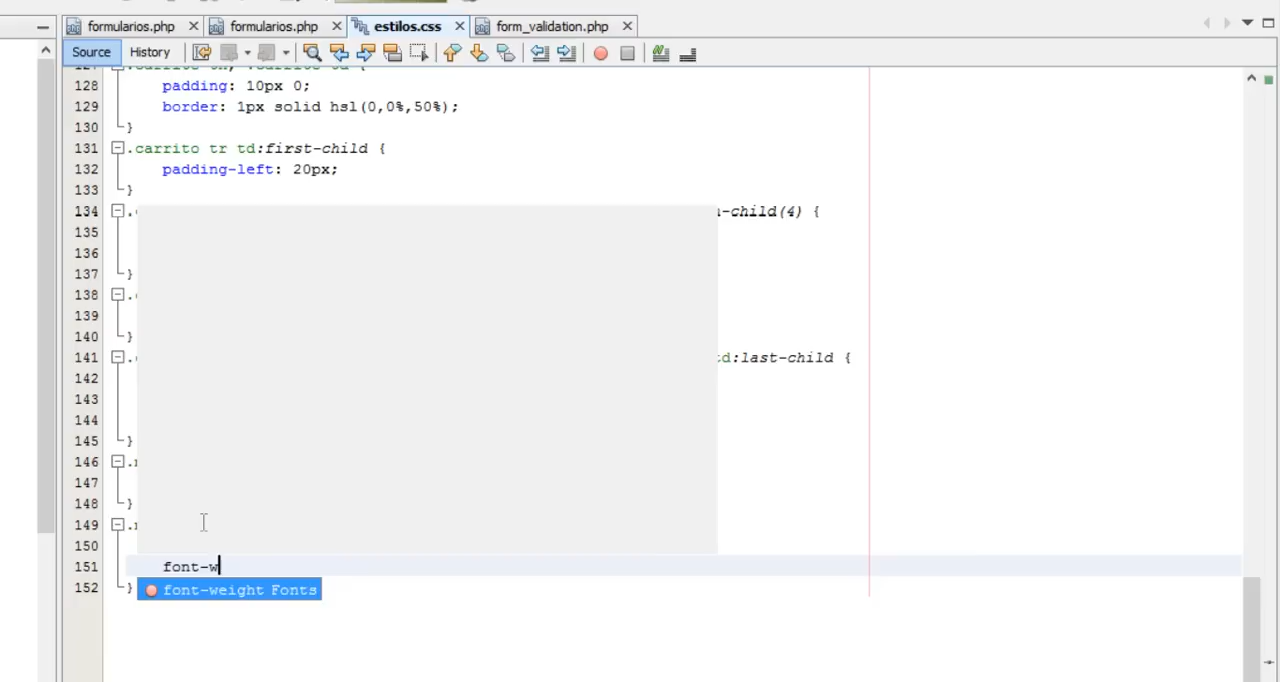 formularios.php formularios.php estilos.css form_validation.php
Source History
128 padding: 10px 0;
129 border: 1px solid hsl(0,0%,50%);
130 }
131 .carrito tr td:first-child {
132 padding-left: 20px;
133 }
134 -child(4) {
135
136
137 }
138
139
140 }
141 td:last-child {
142
143
144
145 }
146
147
148 }
149
150
151 font-w
152 }
font-weight Fonts